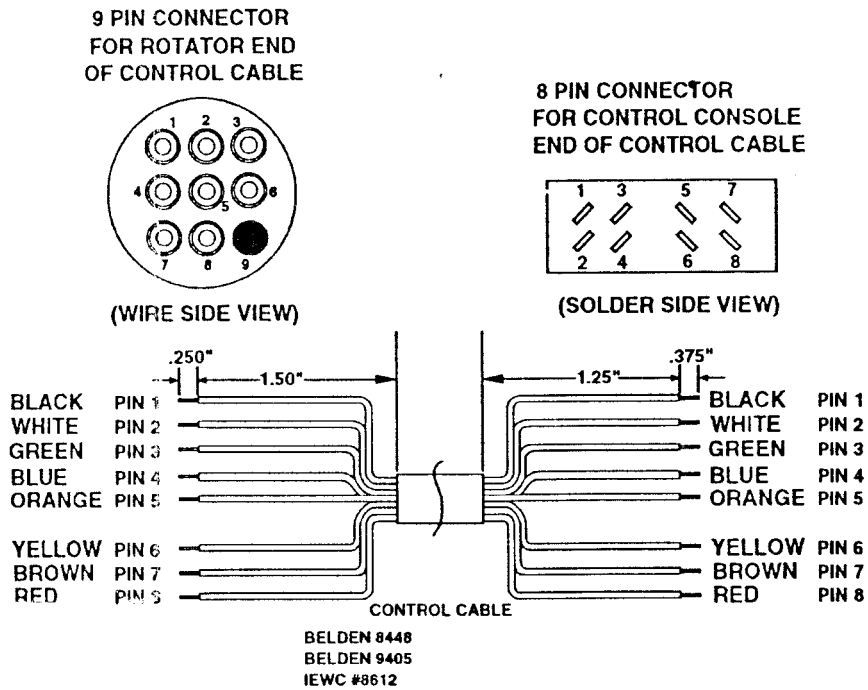 9 PIN CONNECTOR
FOR ROTATOR END
OF CONTROL CABLE
1 2 3
4 5 6
7 8 9
(WIRE SIDE VIEW)
8 PIN CONNECTOR
FOR CONTROL CONSOLE
END OF CONTROL CABLE
1 3 5 7
2 4 6 8
(SOLDER SIDE VIEW)
.250" 1.50" 1.25" .375"
BLACK PIN 1 BLACK PIN 1
WHITE PIN 2 WHITE PIN 2
GREEN PIN 3 GREEN PIN 3
BLUE PIN 4 BLUE PIN 4
ORANGE PIN 5 ORANGE PIN 5
YELLOW PIN 6 YELLOW PIN 6
BROWN PIN 7 BROWN PIN 7
RED PIN RED PIN 8
CONTROL CABLE
BELDEN 8448
BELDEN 9405
IEWC #8612